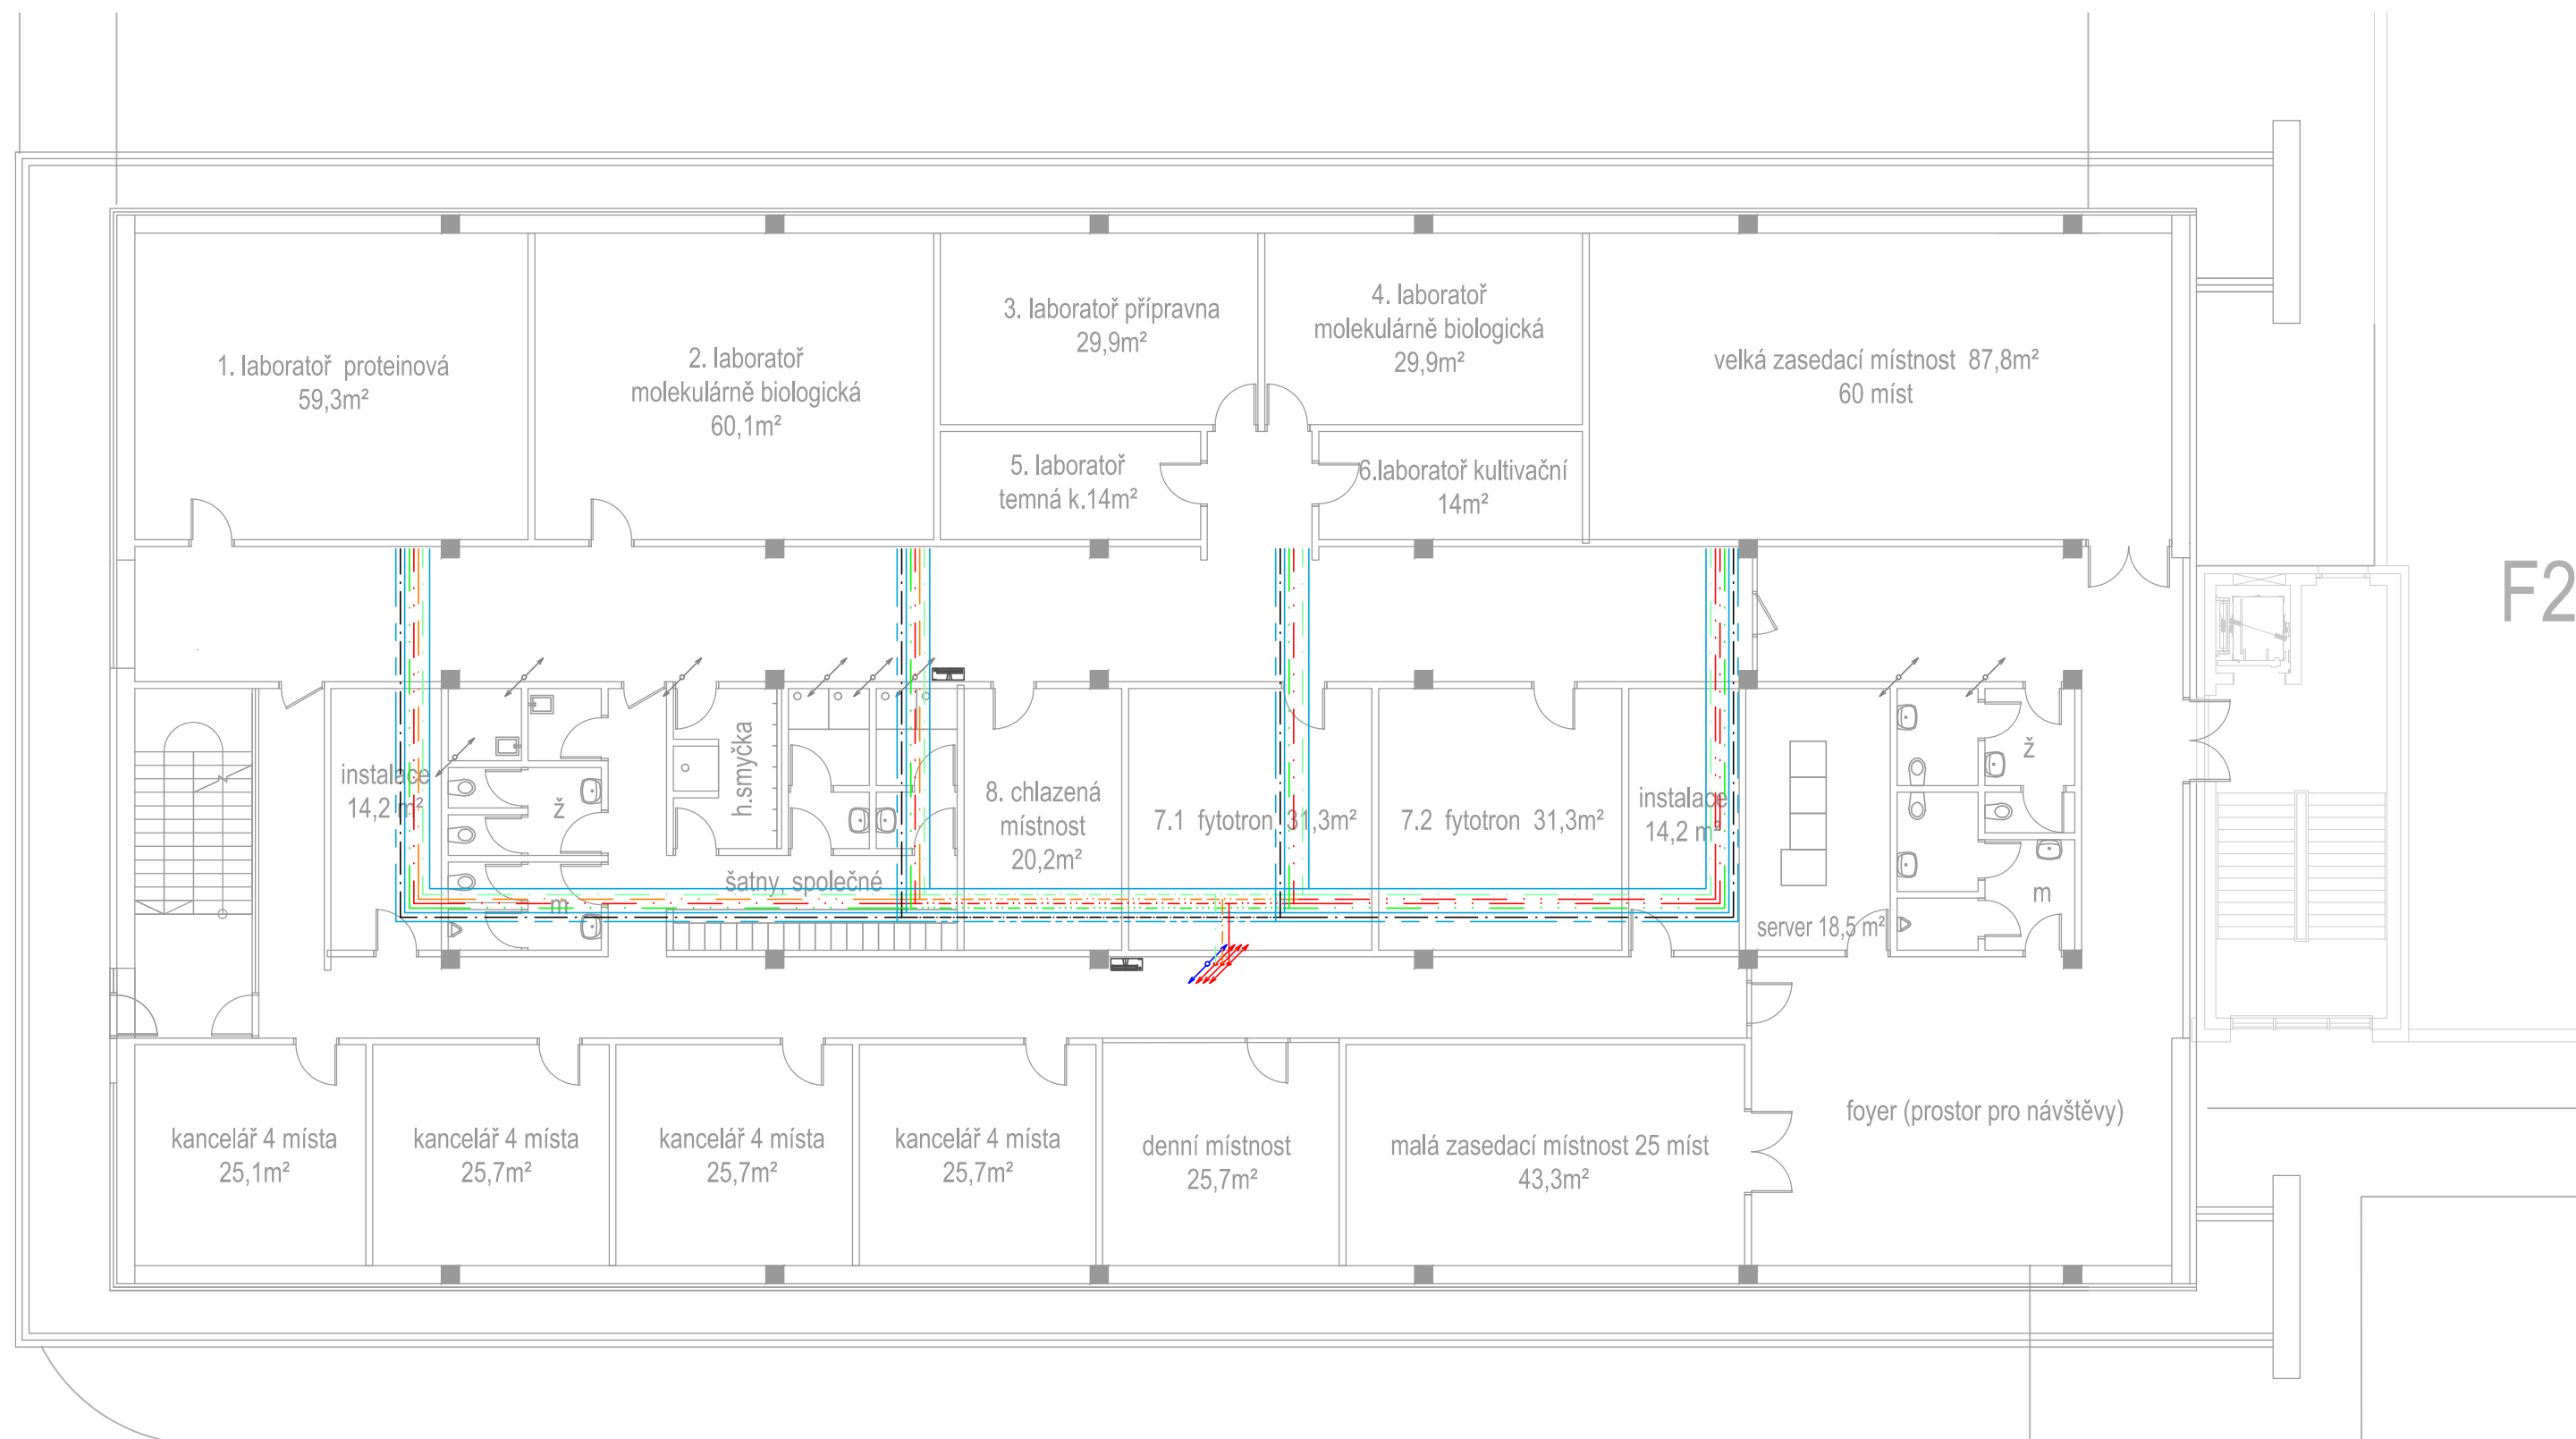 1. laboratoř proteinová
59,3m²
2. laboratoř
molekulárně biologická
60,1m²
3. laboratoř přípravna
29,9m²
4. laboratoř
molekulárně biologická
29,9m²
velká zasedací místnost 87,8m²
60 míst
5. laboratoř
temná k.14m²
6.laboratoř kultivační
14m²
F2
instalace
14,2 m²
ž
m
h.smyčka
šatny, společné
8. chlazená
místnost
20,2m²
7.1 fytotron 31,3m²
7.2 fytotron 31,3m²
instalace
14,2 m²
server 18,5 m²
ž
m
kancelář 4 místa
25,1m²
kancelář 4 místa
25,7m²
kancelář 4 místa
25,7m²
kancelář 4 místa
25,7m²
denní místnost
25,7m²
malá zasedací místnost 25 míst
43,3m²
foyer (prostor pro návštěvy)